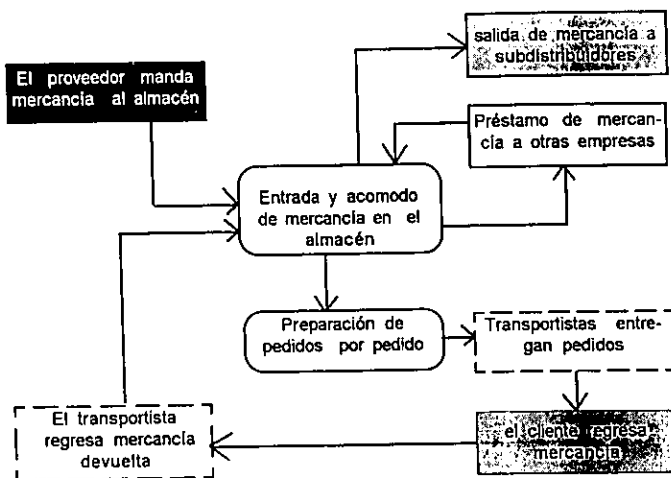 salida de mercancía a
subdistribuidores
El proveedor manda
mercancia al almacén
Préstamo de mercan-
cía a otras empresas
Entrada y acomodo
de mercancía en el
almacén
Preparación de
pedidos por pedido
Transportistas entre-
gan pedidos
El transportista
regresa mercancía
devuelta
el cliente regresa
mercancía